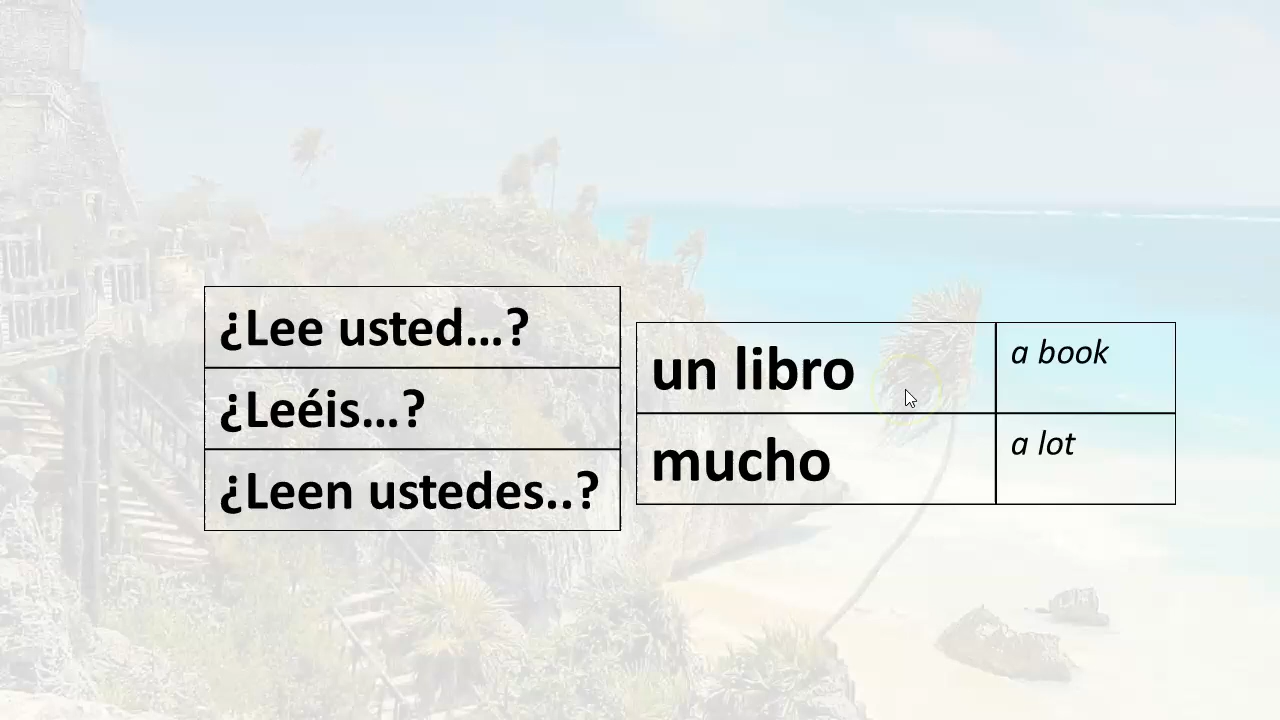 ¿Lee usted...?
¿Leéis...?
¿Leen ustedes..?
un libro
a book
mucho
a lot